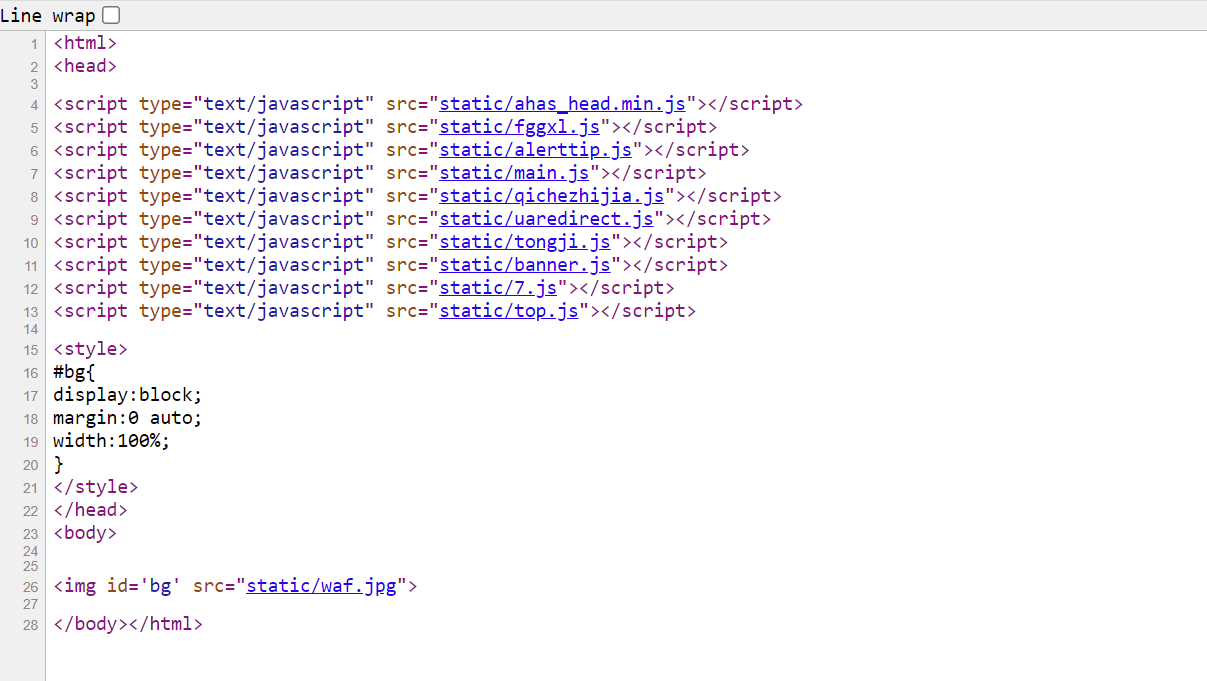 Line wrap
1 <html>
2 <head>
3
4 <script type="text/javascript" src="static/ahas_head.min.js"></script>
5 <script type="text/javascript" src="static/fggxl.js"></script>
6 <script type="text/javascript" src="static/alerttip.js"></script>
7 <script type="text/javascript" src="static/main.js"></script>
8 <script type="text/javascript" src="static/qichezhijia.js"></script>
9 <script type="text/javascript" src="static/uaredirect.js"></script>
10 <script type="text/javascript" src="static/tongji.js"></script>
11 <script type="text/javascript" src="static/banner.js"></script>
12 <script type="text/javascript" src="static/7.js"></script>
13 <script type="text/javascript" src="static/top.js"></script>
14
15 <style>
16 #bg{
17 display:block;
18 margin:0 auto;
19 width:100%;
20 }
21 </style>
22 </head>
23 <body>
24
25
26 <img id='bg' src="static/waf.jpg">
27
28 </body></html>